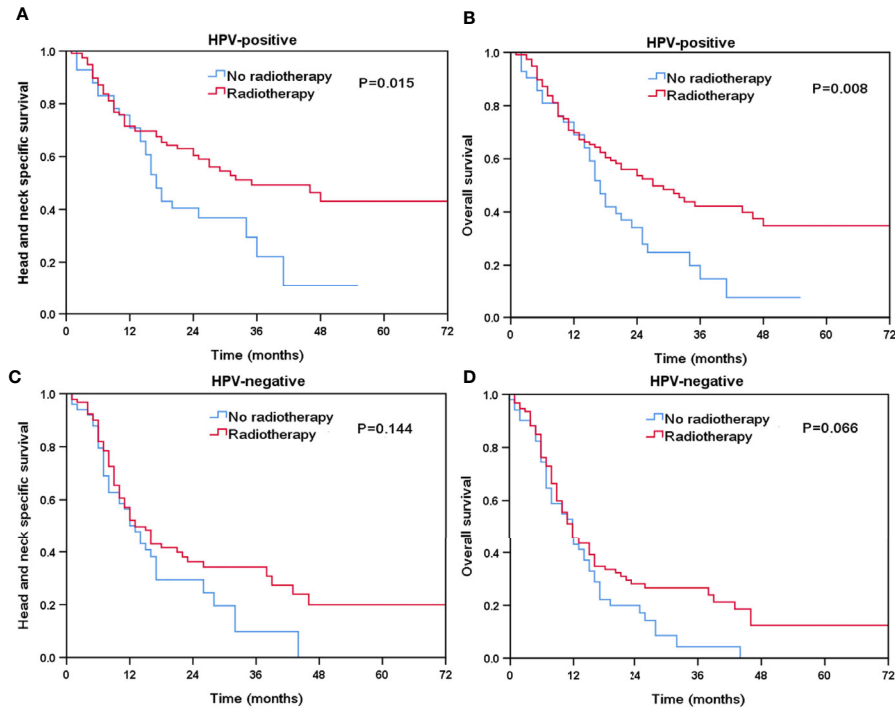 A
HPV-positive
No radiotherapy
Radiotherapy
P=0.015
Head and neck specific survival
1.0
0.8
0.6
0.4
0.2
0.0
0 12 24 36 48 60 72
Time (months)
B
HPV-positive
No radiotherapy
Radiotherapy
P=0.008
Overall survival
1.0
0.8
0.6
0.4
0.2
0.0
0 12 24 36 48 60 72
Time (months)
C
HPV-negative
No radiotherapy
Radiotherapy
P=0.144
Head and neck specific survival
1.0
0.8
0.6
0.4
0.2
0.0
0 12 24 36 48 60 72
Time (months)
D
HPV-negative
No radiotherapy
Radiotherapy
P=0.066
Overall survival
1.0
0.8
0.6
0.4
0.2
0.0
0 12 24 36 48 60 72
Time (months)